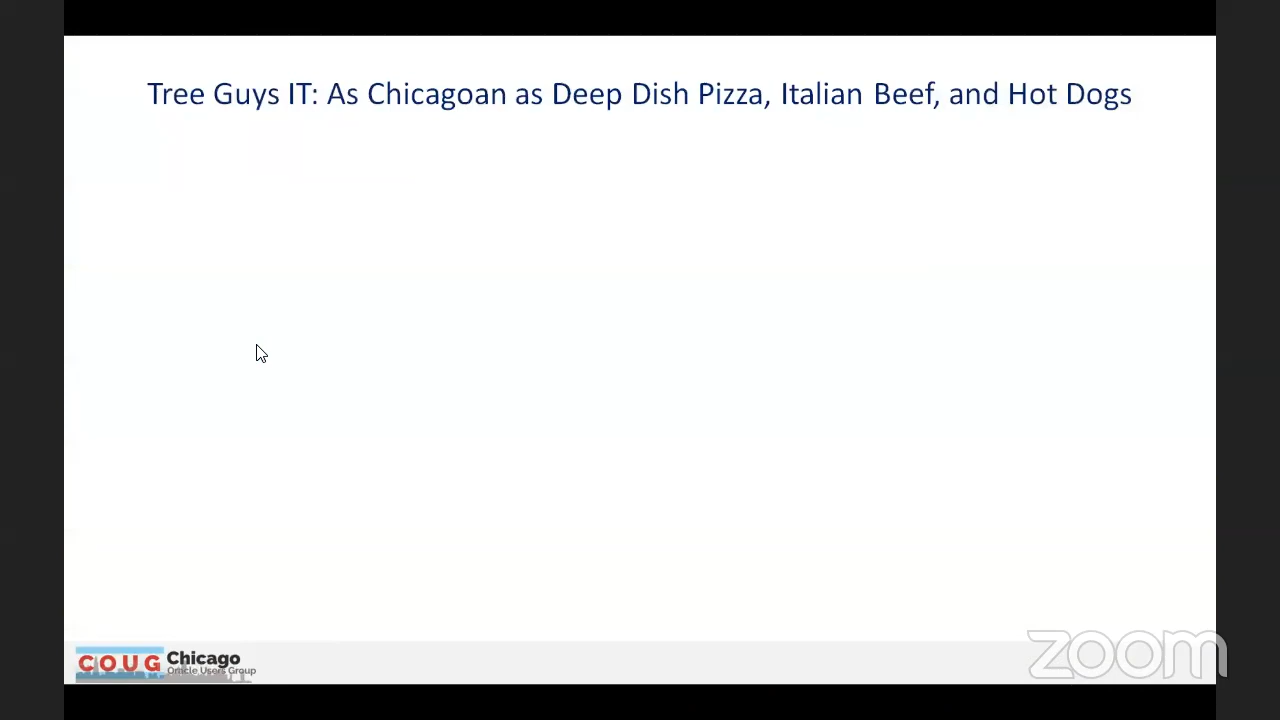 Tree Guys IT: As Chicagoan as Deep Dish Pizza, Italian Beef, and Hot Dogs
COUG Chicago
Oracle Users Group
zoom